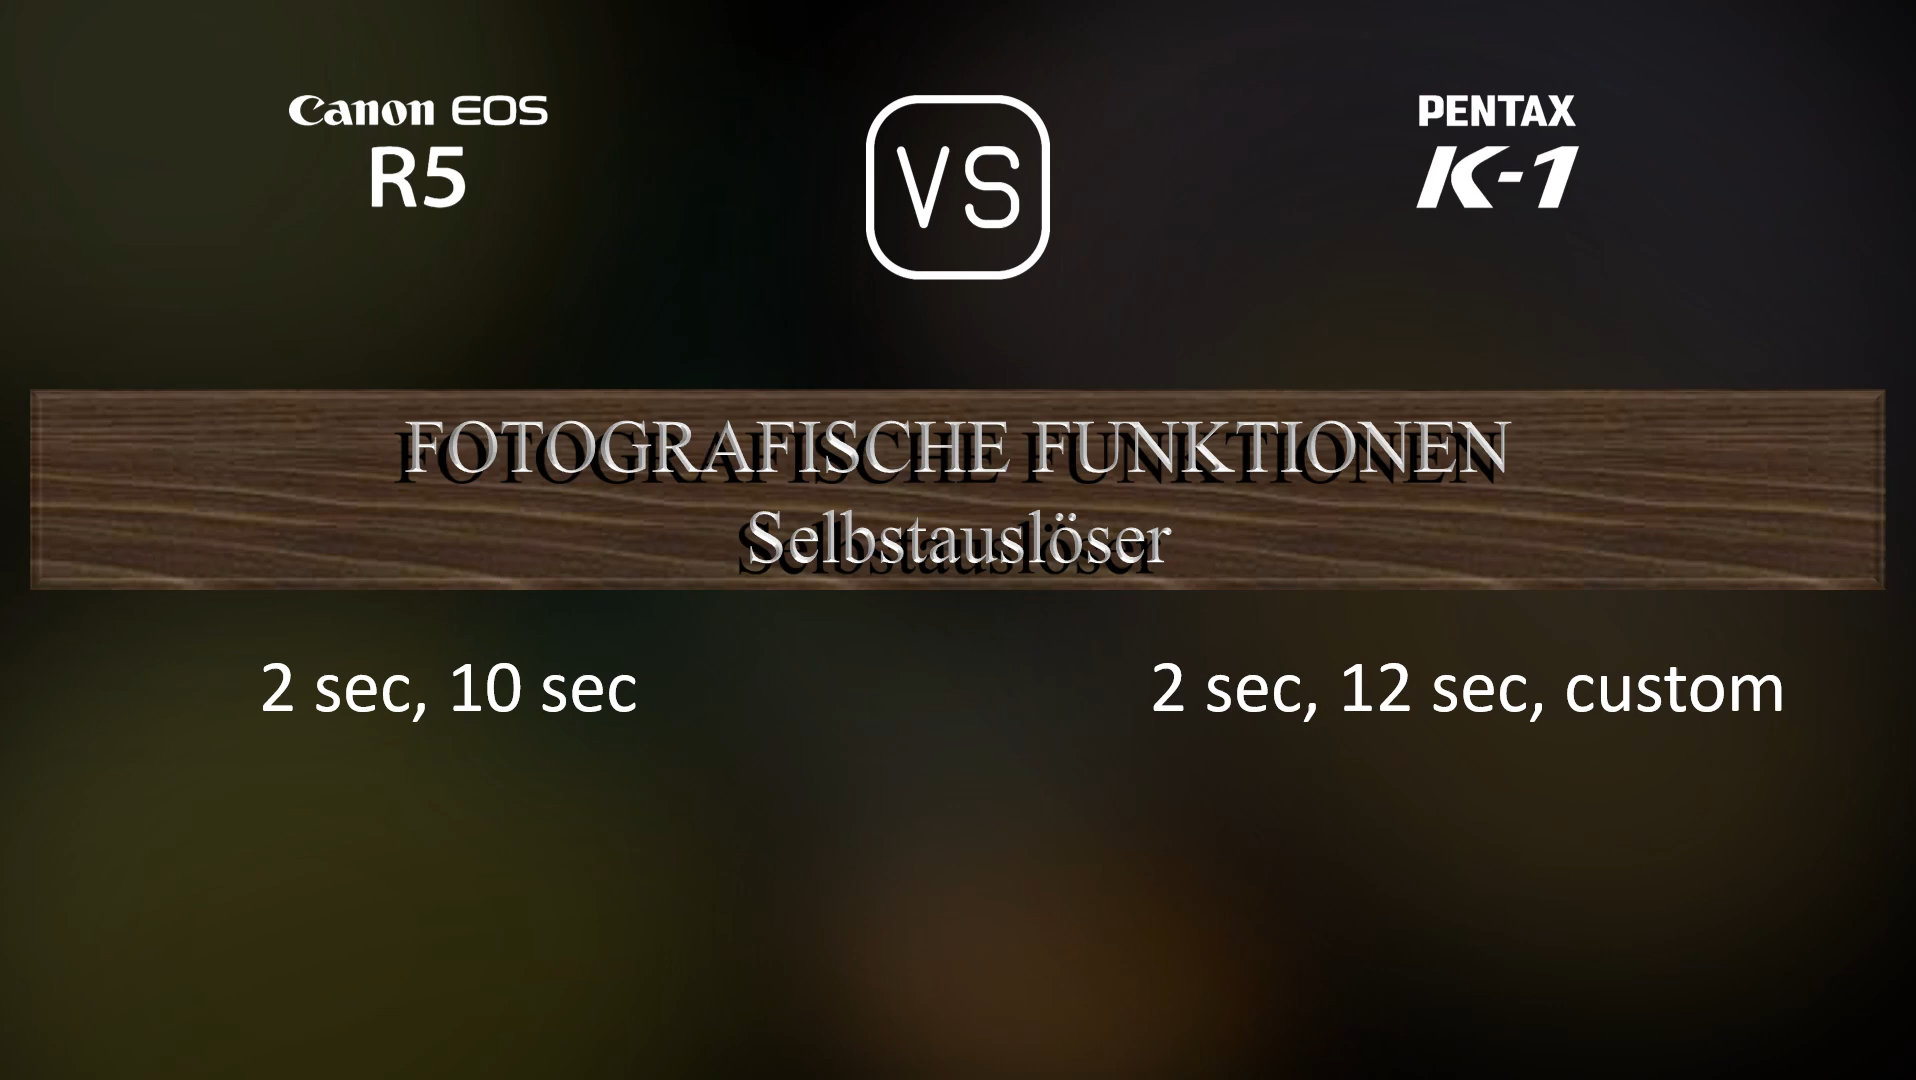 Canon EOS
R5
VS
PENTAX
K-1
FOTOGRAFISCHE FUNKTIONEN
Selbstauslöser
2 sec, 10 sec
2 sec, 12 sec, custom